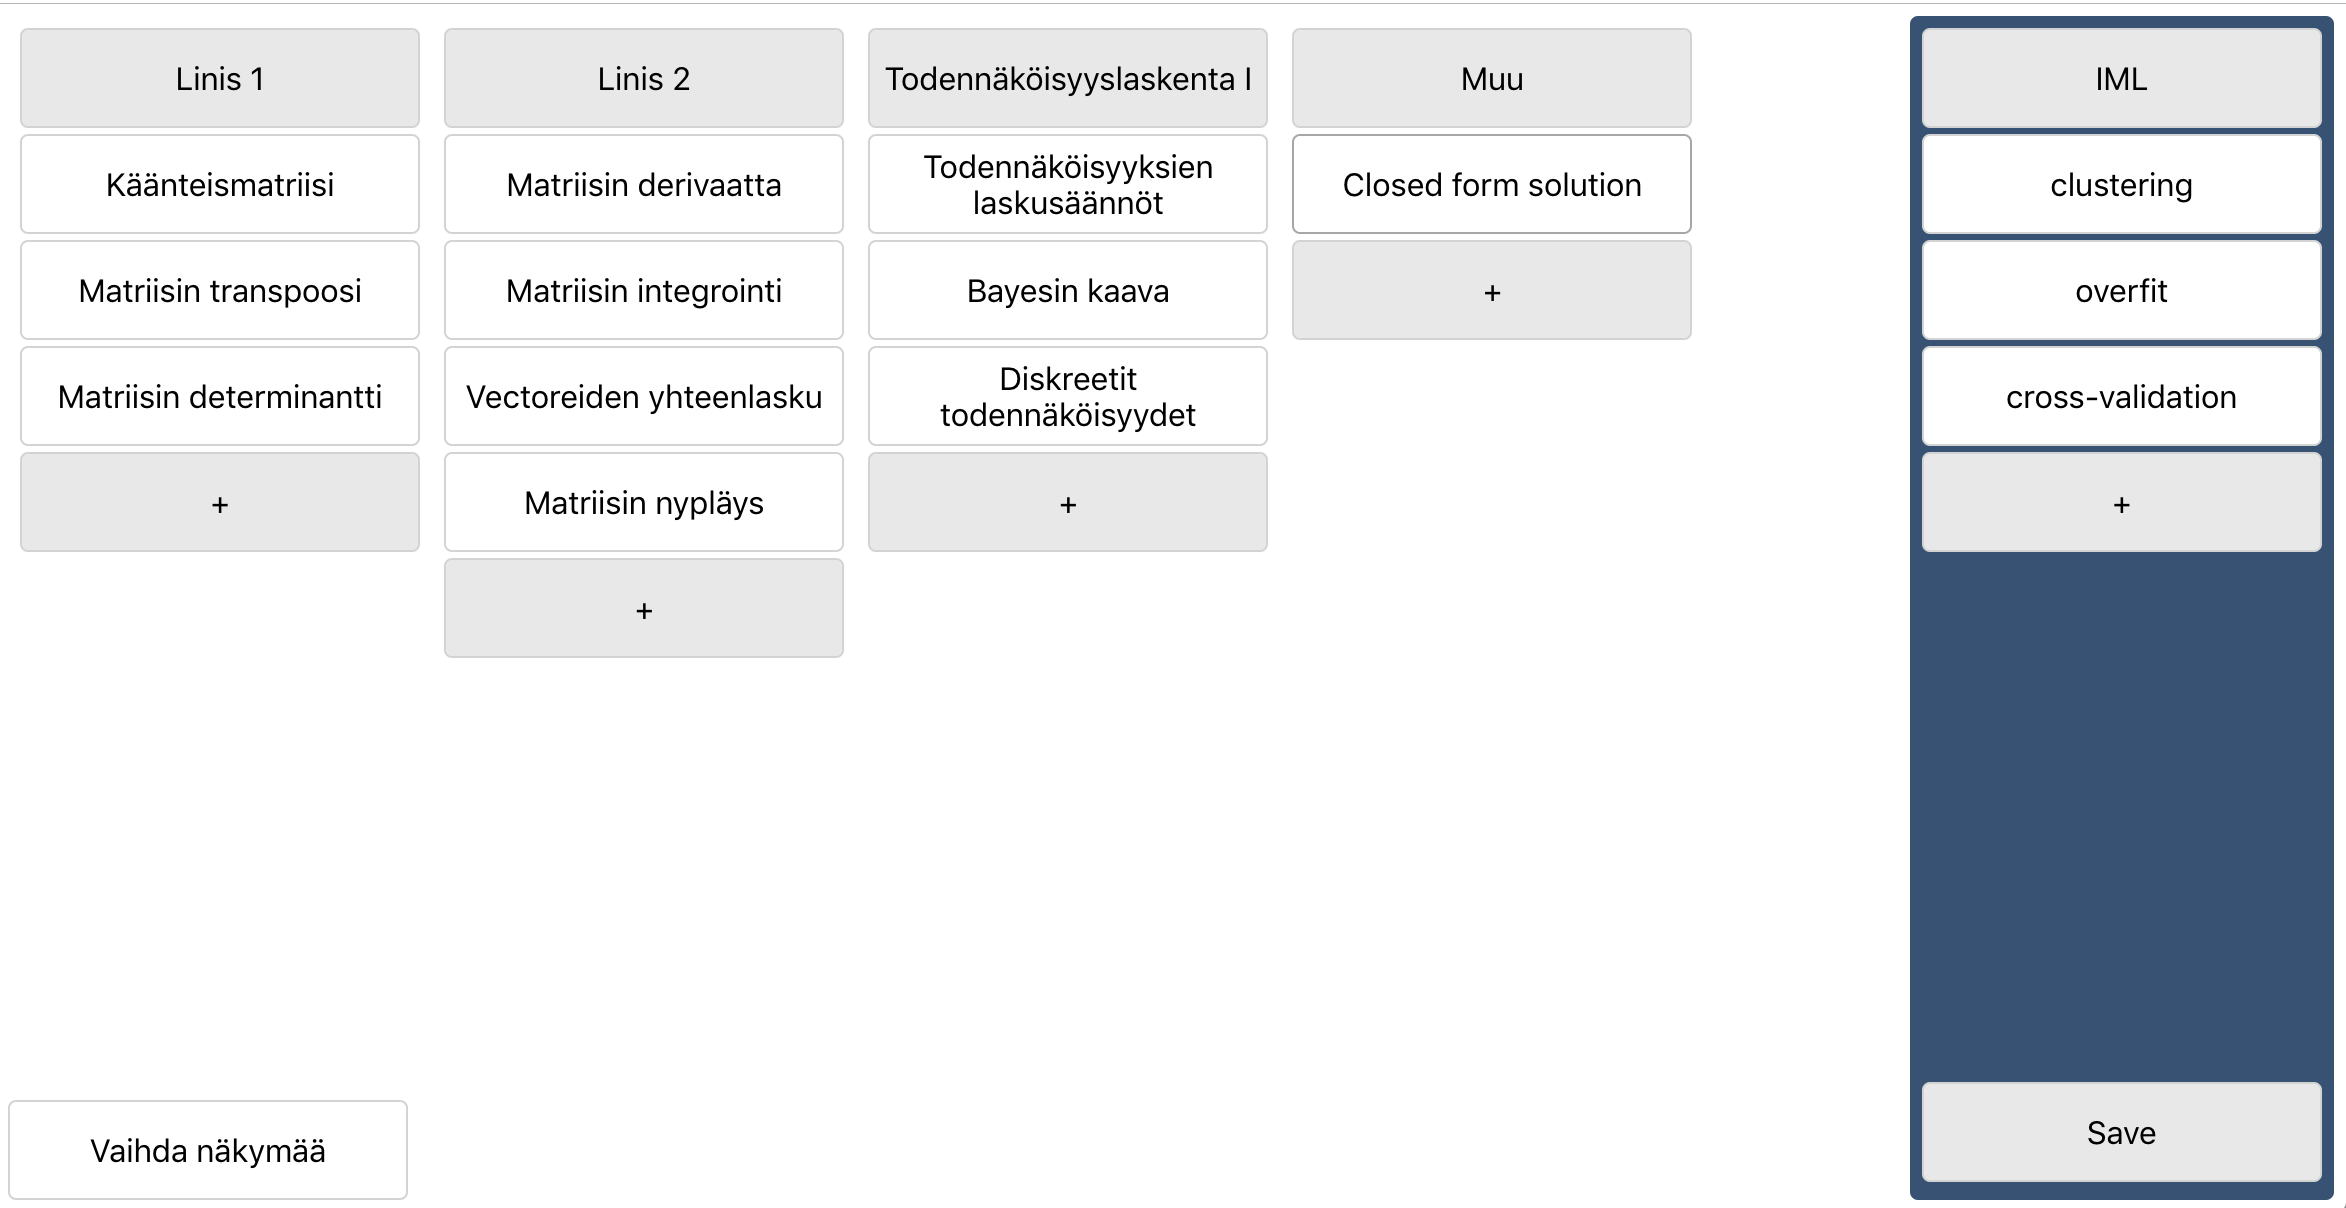 Linis 1
Käänteismatriisi
Matriisin transpoosi
Matriisin determinantti
+
Linis 2
Matriisin derivaatta
Matriisin integrointi
Vectoreiden yhteenlasku
Matriisin nypläys
+
Todennäköisyyslaskenta I
Todennäköisyyksien
laskusäännöt
Bayesin kaava
Diskreetit
todennäköisyydet
+
Muu
Closed form solution
+
IML
clustering
overfit
cross-validation
+
Save
Vaihda näkymää